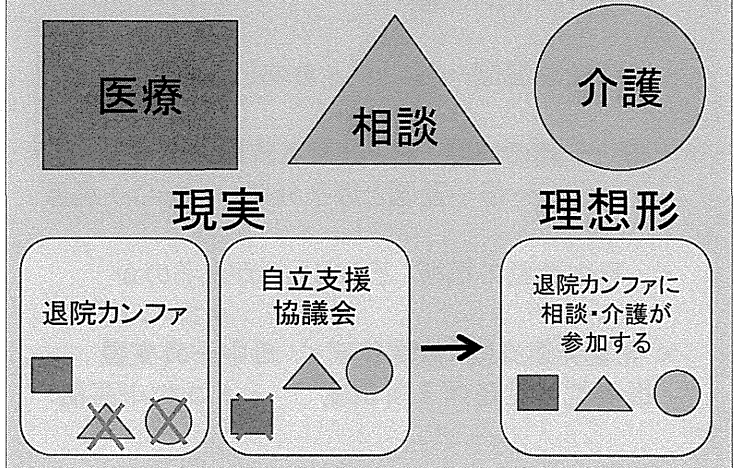 医療
相談
介護
現実
理想形
退院カンファ
自立支援
協議会
退院カンファに
相談・介護が
参加する